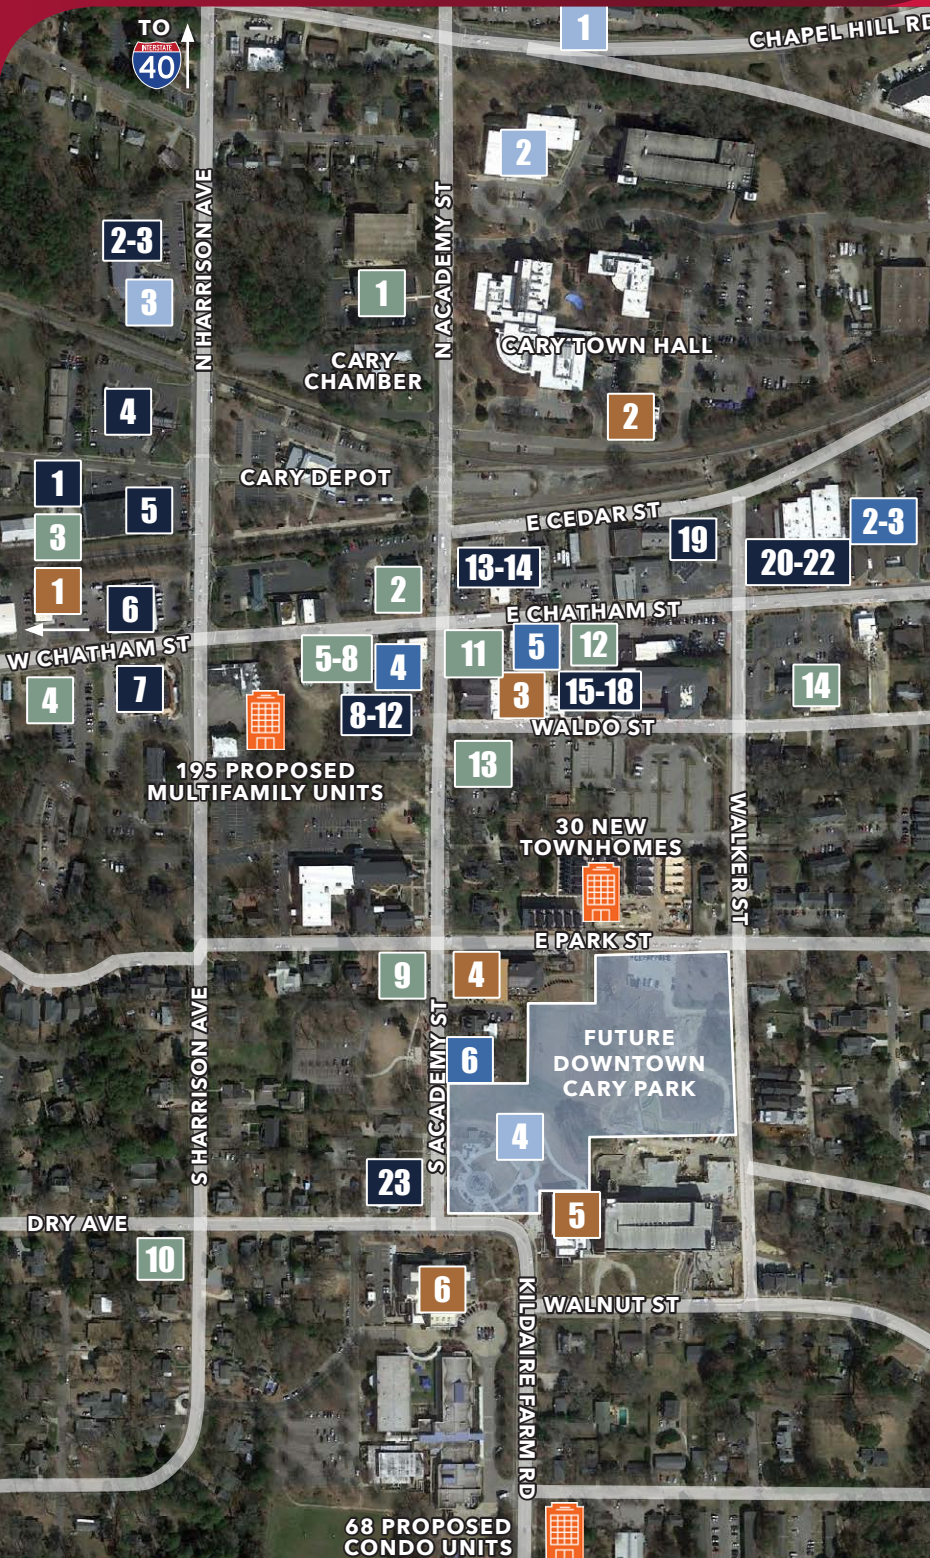 1
CHAPEL HILL RD
TO
INTERSTATE
40
2
N HARRISON AVE
N ACADEMY ST
2-3
3
1
CARY TOWN HALL
CARY
CHAMBER
4
2
1
CARY DEPOT
5
3
E CEDAR ST
19
2-3
13-14
20-22
1
6
2
E CHATHAM ST
W CHATHAM ST
5-8
4
11
5
12
4
7
3
15-18
14
8-12
WALDO ST
195 PROPOSED
MULTIFAMILY UNITS
13
WALKER ST
30 NEW
TOWNHOMES
E PARK ST
9
4
S HARRISON AVE
S ACADEMY ST
6
FUTURE
DOWNTOWN
CARY PARK
4
23
5
DRY AVE
10
6
KILDAIRE FARM RD
WALNUT ST
68 PROPOSED
CONDO UNITS